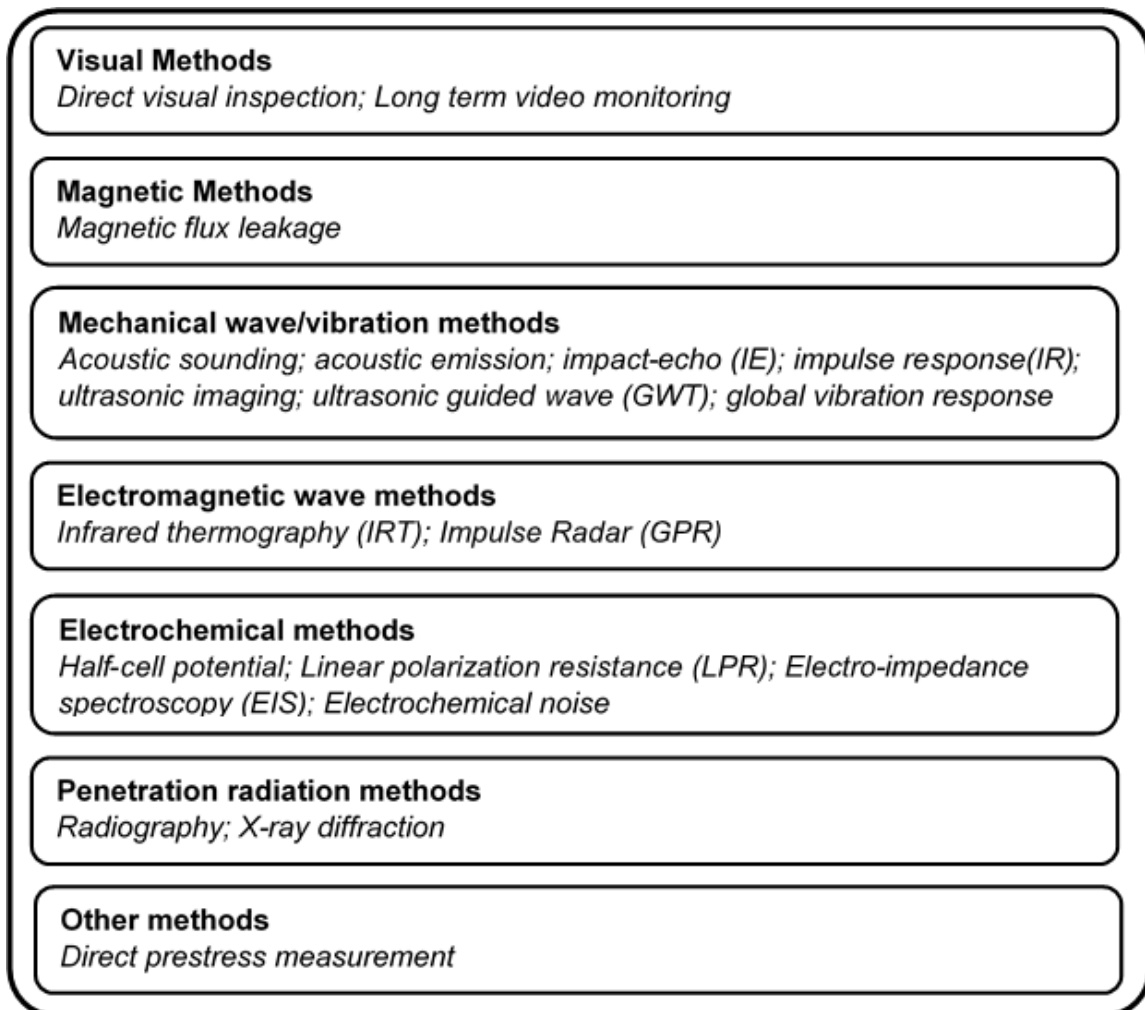 Visual Methods
Direct visual inspection; Long term video monitoring
Magnetic Methods
Magnetic flux leakage
Mechanical wave/vibration methods
Acoustic sounding; acoustic emission; impact-echo (IE); impulse response(IR);
ultrasonic imaging; ultrasonic guided wave (GWT); global vibration response
Electromagnetic wave methods
Infrared thermography (IRT); Impulse Radar (GPR)
Electrochemical methods
Half-cell potential; Linear polarization resistance (LPR); Electro-impedance
spectroscopy (EIS); Electrochemical noise
Penetration radiation methods
Radiography; X-ray diffraction
Other methods
Direct prestress measurement